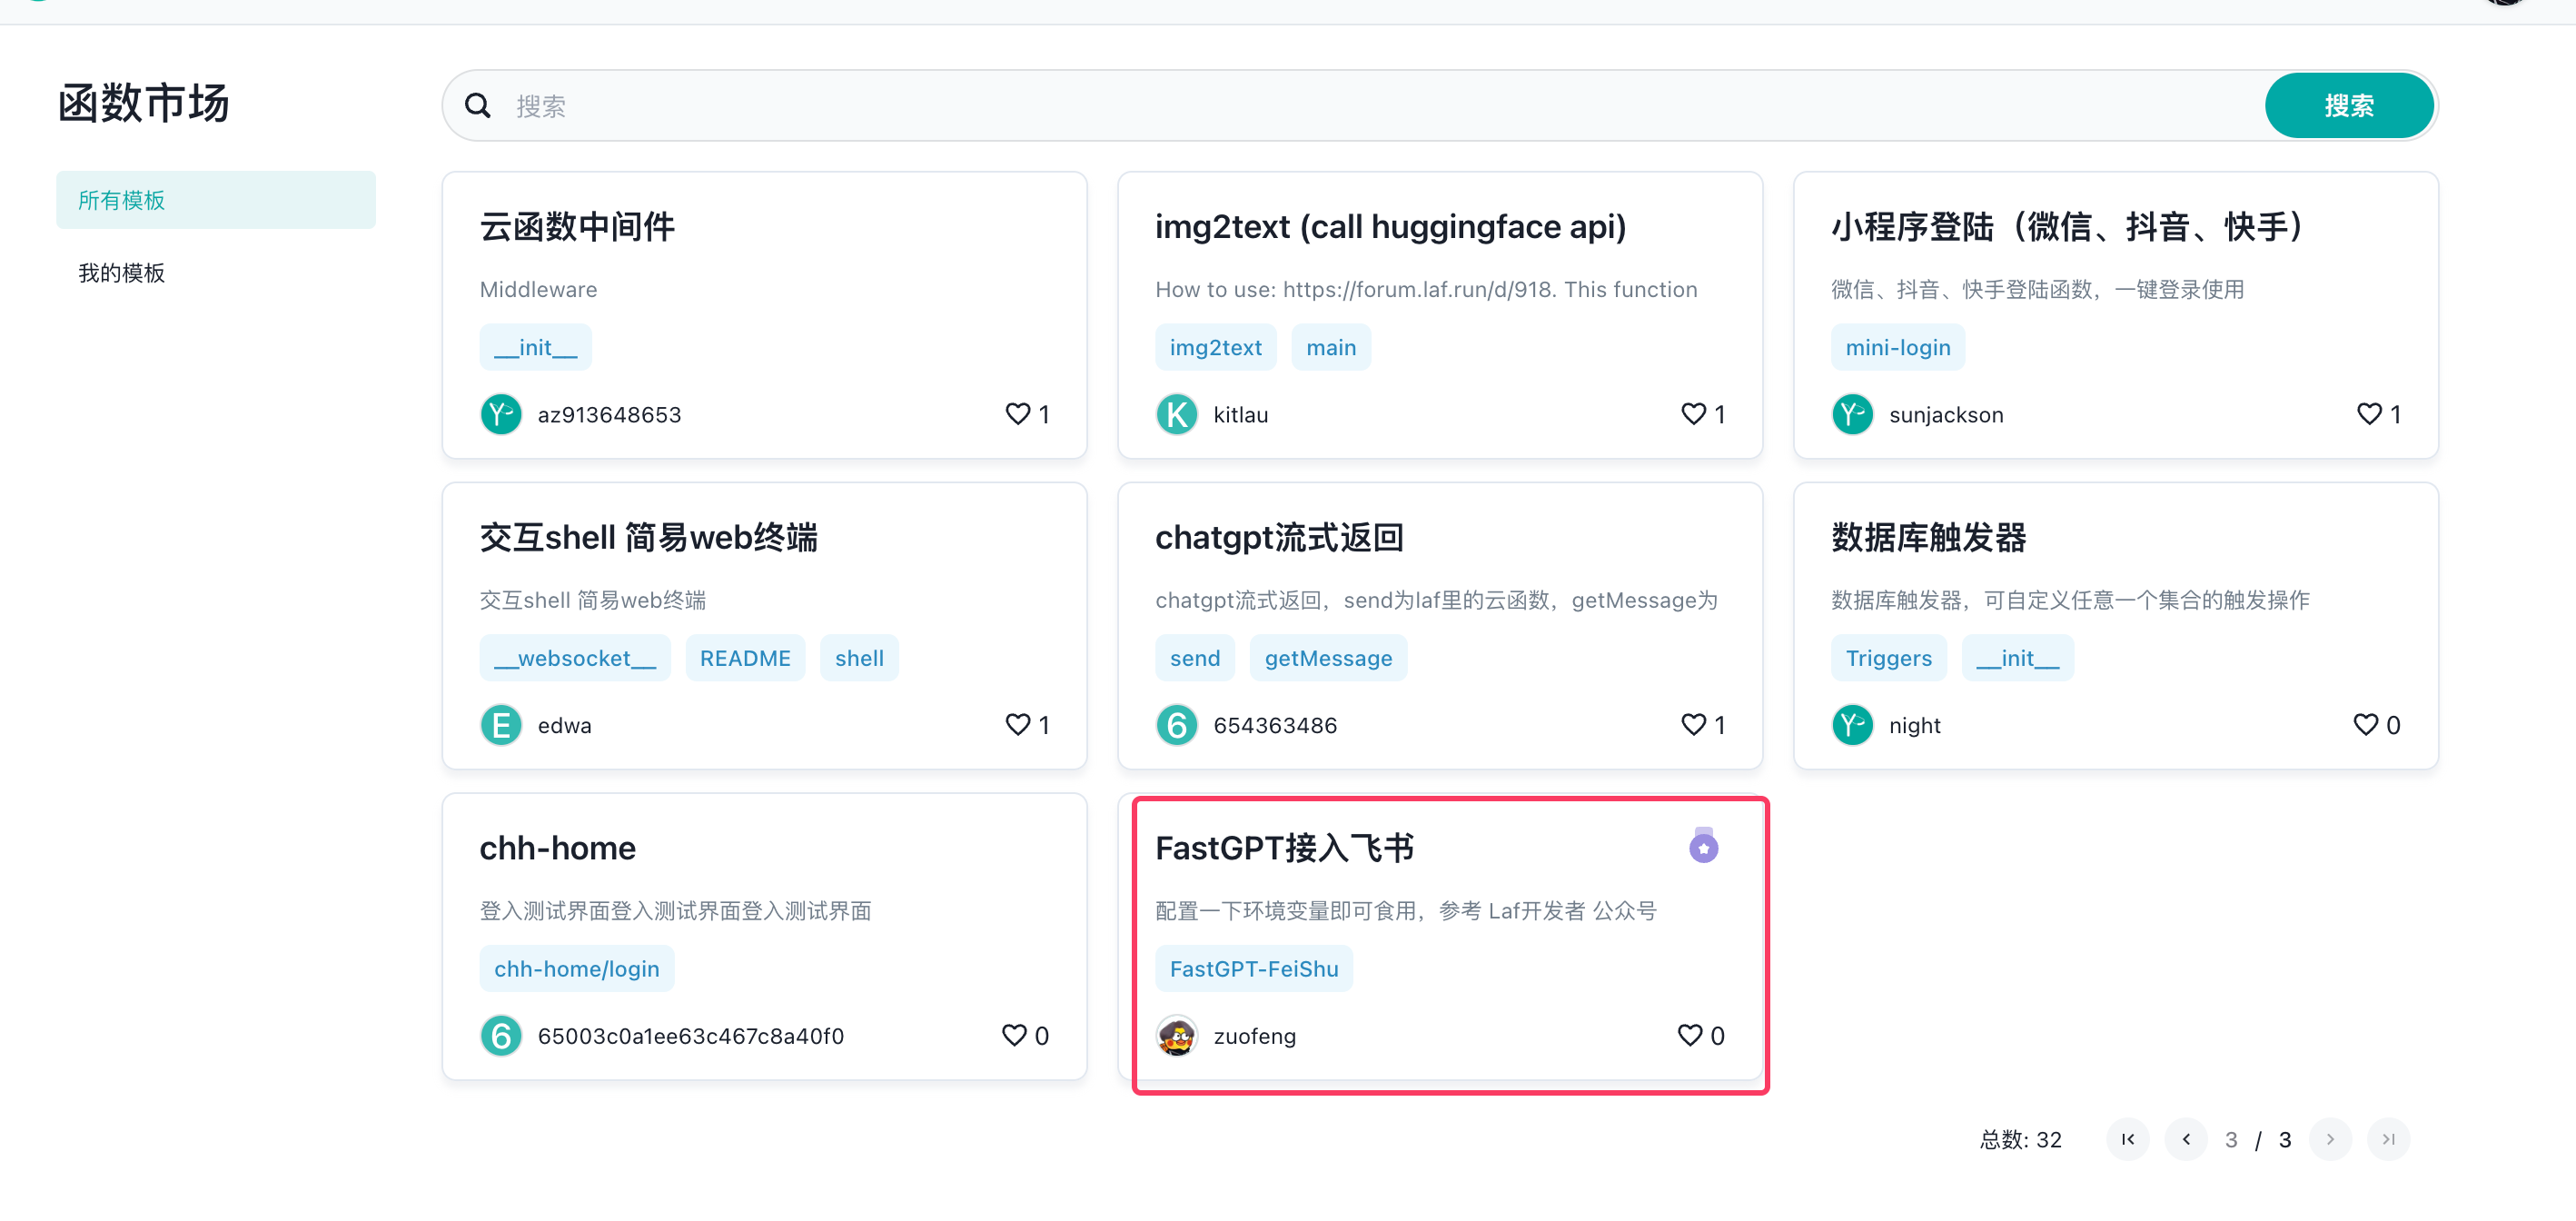 函数市场
搜索
搜索
所有模板
我的模板
云函数中间件
Middleware
__init__
az913648653
1
img2text (call huggingface api)
How to use: https://forum.laf.run/d/918. This function
img2text
main
K
kitlau
1
小程序登陆（微信、抖音、快手）
微信、抖音、快手登陆函数，一键登录使用
mini-login
sunjackson
1
交互shell 简易web终端
交互shell 简易web终端
__websocket__
README
shell
E
edwa
1
chatgpt流式返回
chatgpt流式返回，send为laf里的云函数，getMessage为
send
getMessage
6
654363486
1
数据库触发器
数据库触发器，可自定义任意一个集合的触发操作
Triggers
__init__
night
0
chh-home
登入测试界面登入测试界面登入测试界面
chh-home/login
6
65003c0a1ee63c467c8a40f0
0
FastGPT接入飞书
配置一下环境变量即可食用，参考 Laf开发者 公众号
FastGPT-FeiShu
zuofeng
0
总数: 32
3 / 3